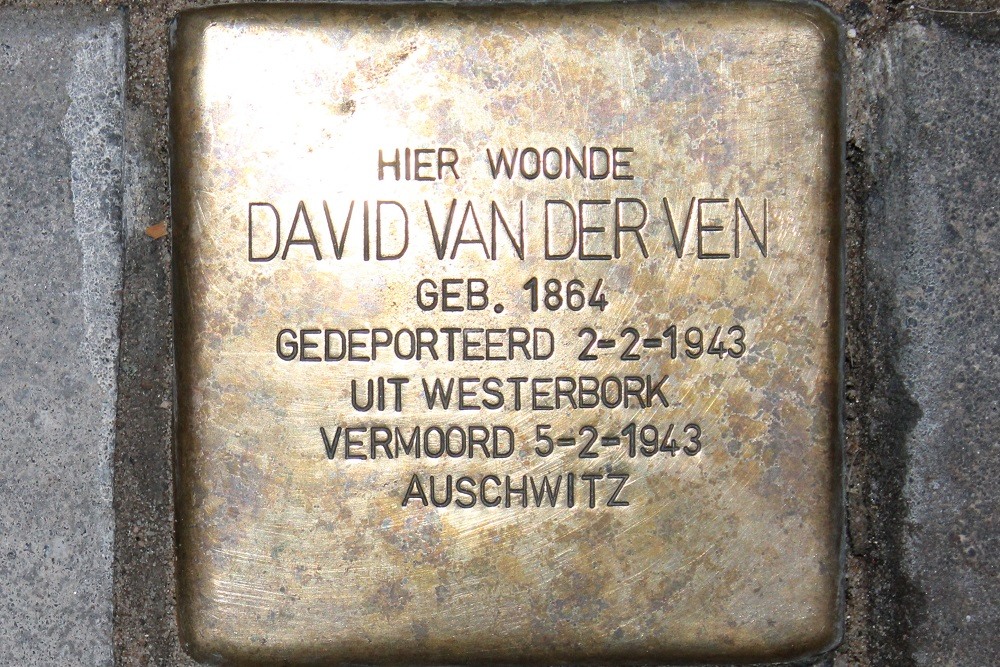 HIER WOONDE
DAVID VAN DER VEN
GEB. 1864
GEDEPORTEERD 2-2-1943
UIT WESTERBORK
VERMOORD 5-2-1943
AUSCHWITZ